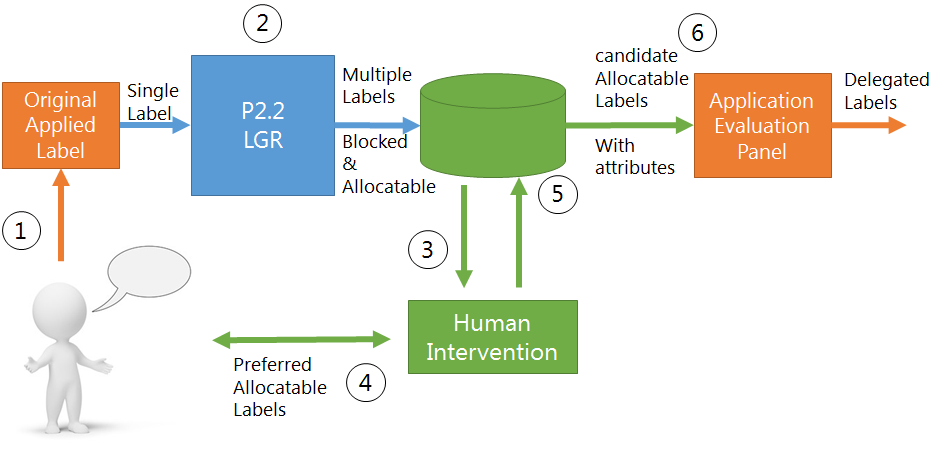 2
6
Original
Applied
Label
Single
Label
P2.2
LGR
Multiple
Labels
Blocked
&
Allocatable
candidate
Allocatable
Labels
With
attributes
Application
Evaluation
Panel
Delegated
Labels
1
3
5
Human
Intervention
Preferred
Allocatable
Labels
4